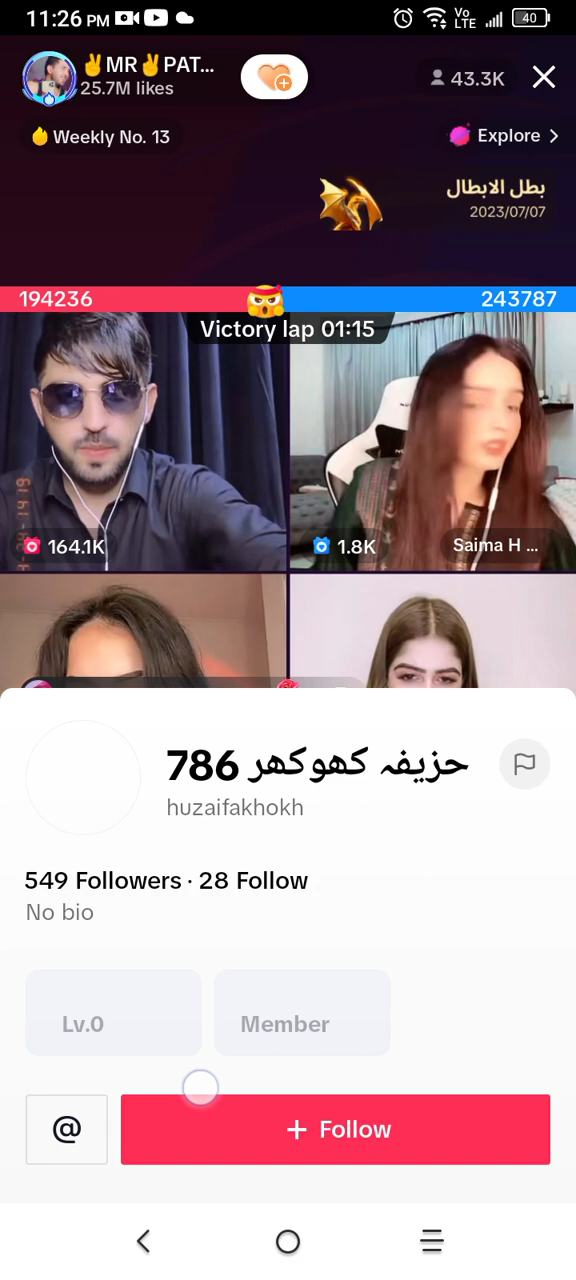 11:26 PM
Vo LTE
40
✌MR✌PAT...
25.7M likes
43.3K
Weekly No. 13
Explore >
بطل الابطال
2023/07/07
194236
243787
Victory lap 01:15
164.1K
1.8K
Saima H ...
حزیفہ کھوکھر 786
huzaifakhokh
549 Followers · 28 Follow
No bio
Lv.0
Member
@
+ Follow